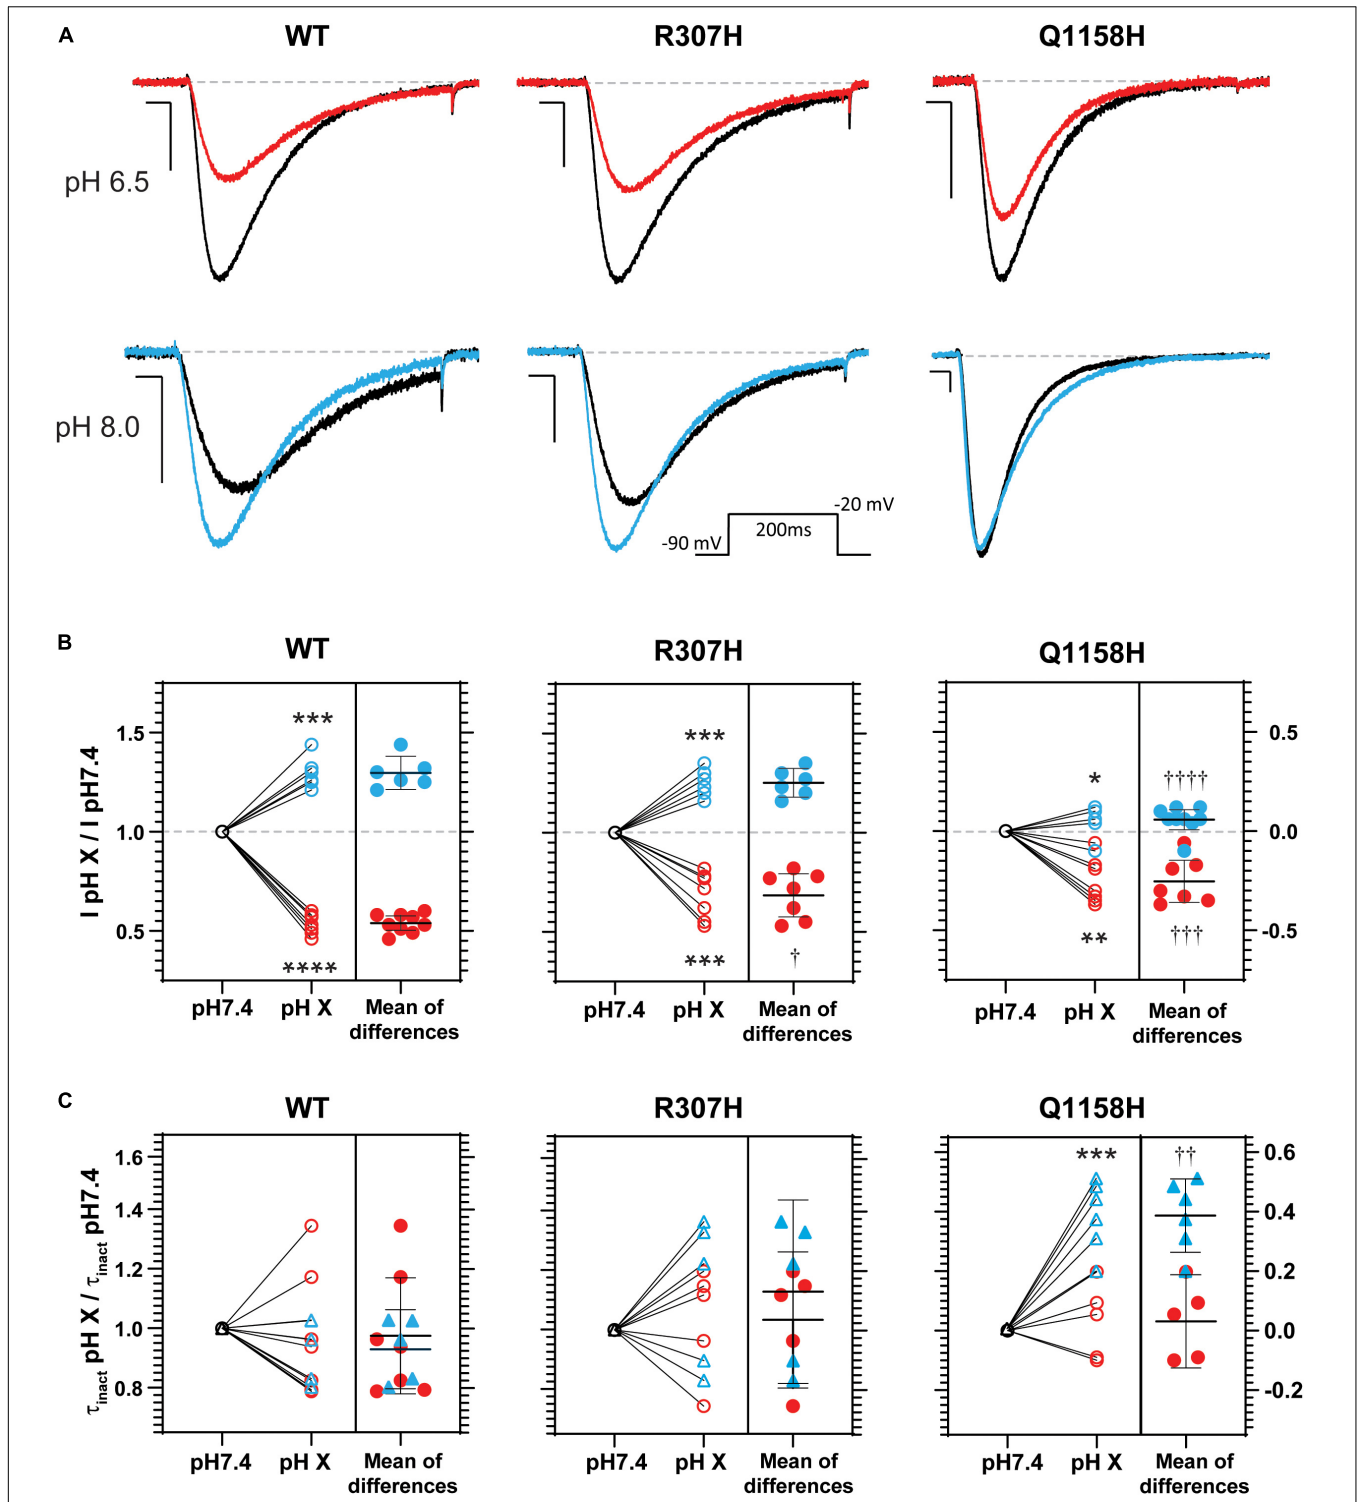 A
WT
R307H
Q1158H
pH 6.5
pH 8.0
-20 mV
-90 mV
200ms
B
WT
R307H
Q1158H
I pH X / I pH7.4
1.5
1.0
0.5
***
****
***
***
†
*
**
††††
†††
0.5
0.0
-0.5
pH7.4
pH X
Mean of
differences
pH7.4
pH X
Mean of
differences
pH7.4
pH X
Mean of
differences
C
WT
R307H
Q1158H
τinact pH X / τinact pH7.4
1.6
1.4
1.2
1.0
0.8
***
††
0.6
0.4
0.2
0.0
-0.2
pH7.4
pH X
Mean of
differences
pH7.4
pH X
Mean of
differences
pH7.4
pH X
Mean of
differences